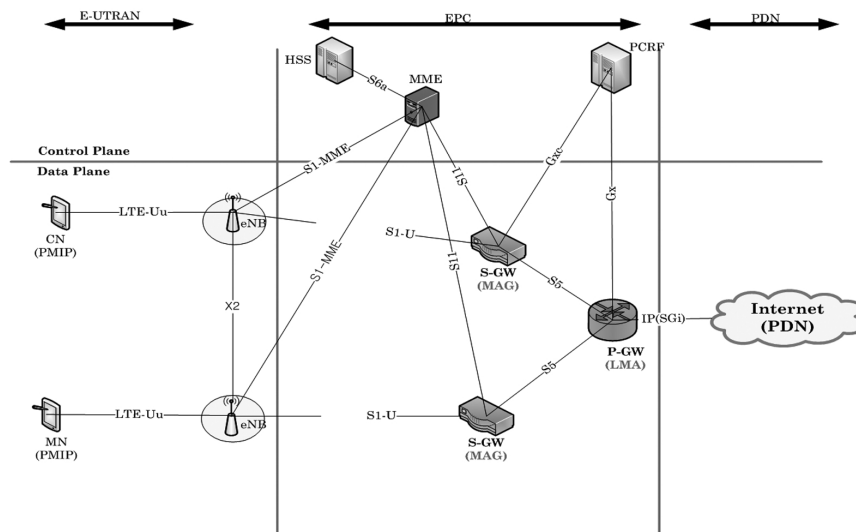 E-UTRAN
EPC
PDN
HSS
S6a
MME
PCRF
Control Plane
Data Plane
S1-MME
S11
Gxc
Gx
LTE-Uu
eNB
CN
(PMIP)
S1-U
S-GW
(MAG)
S1-MME
S11
S5
X2
IP(SGi)
Internet
(PDN)
P-GW
(LMA)
S5
LTE-Uu
eNB
MN
(PMIP)
S1-U
S-GW
(MAG)